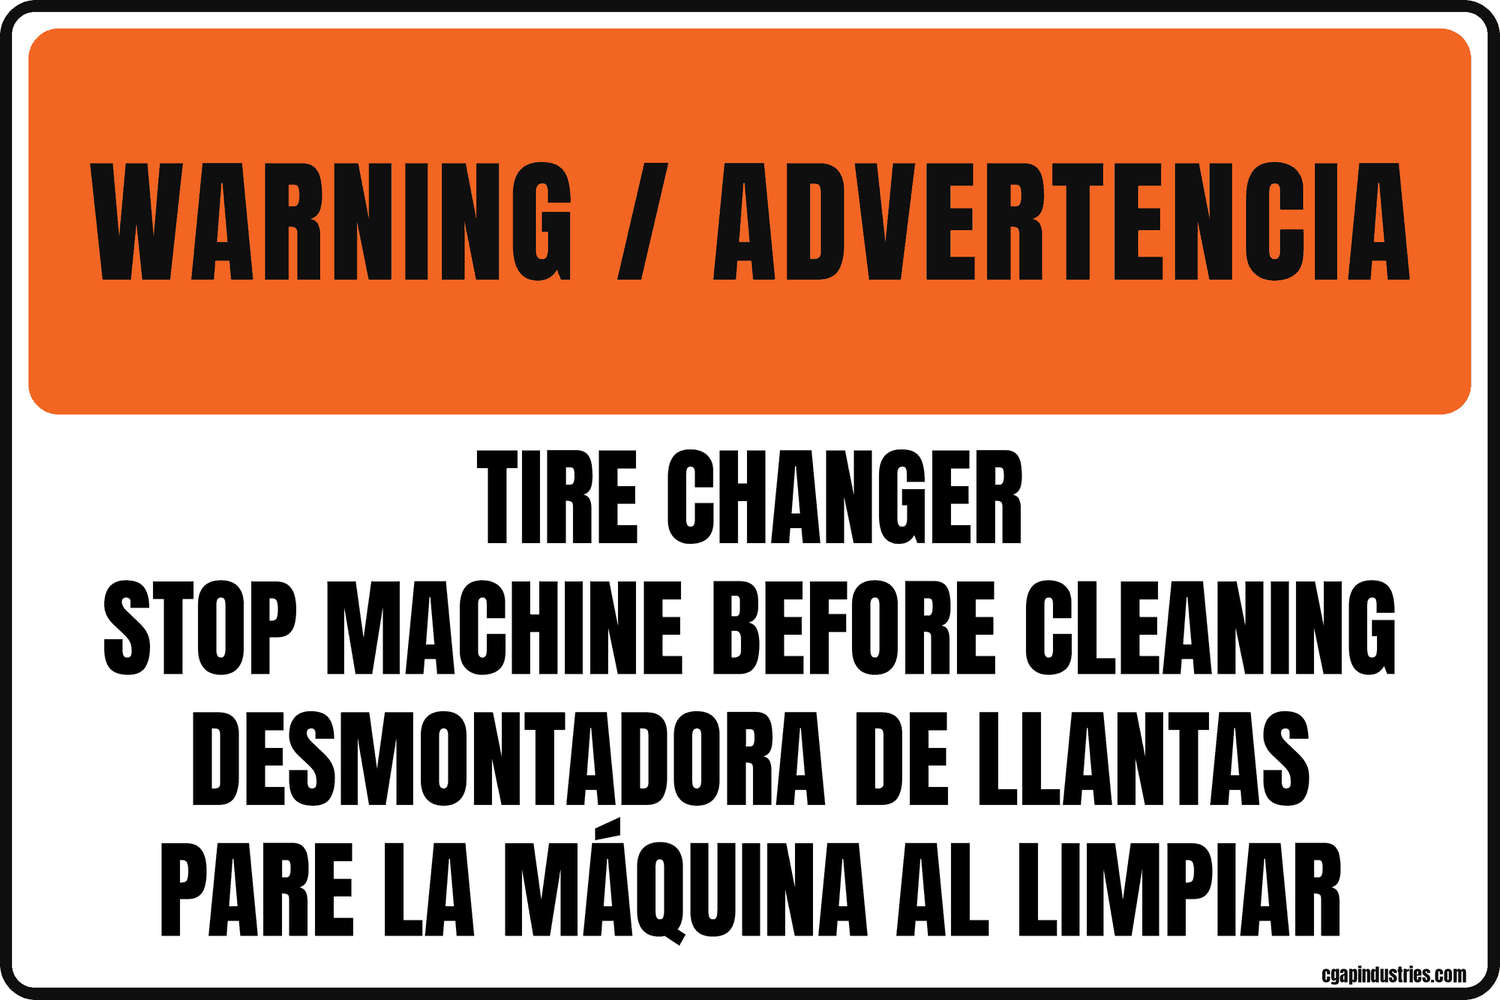 WARNING / ADVERTENCIA
TIRE CHANGER
STOP MACHINE BEFORE CLEANING
DESMONTADORA DE LLANTAS
PARE LA MÁQUINA AL LIMPIAR
cgapindustries.com